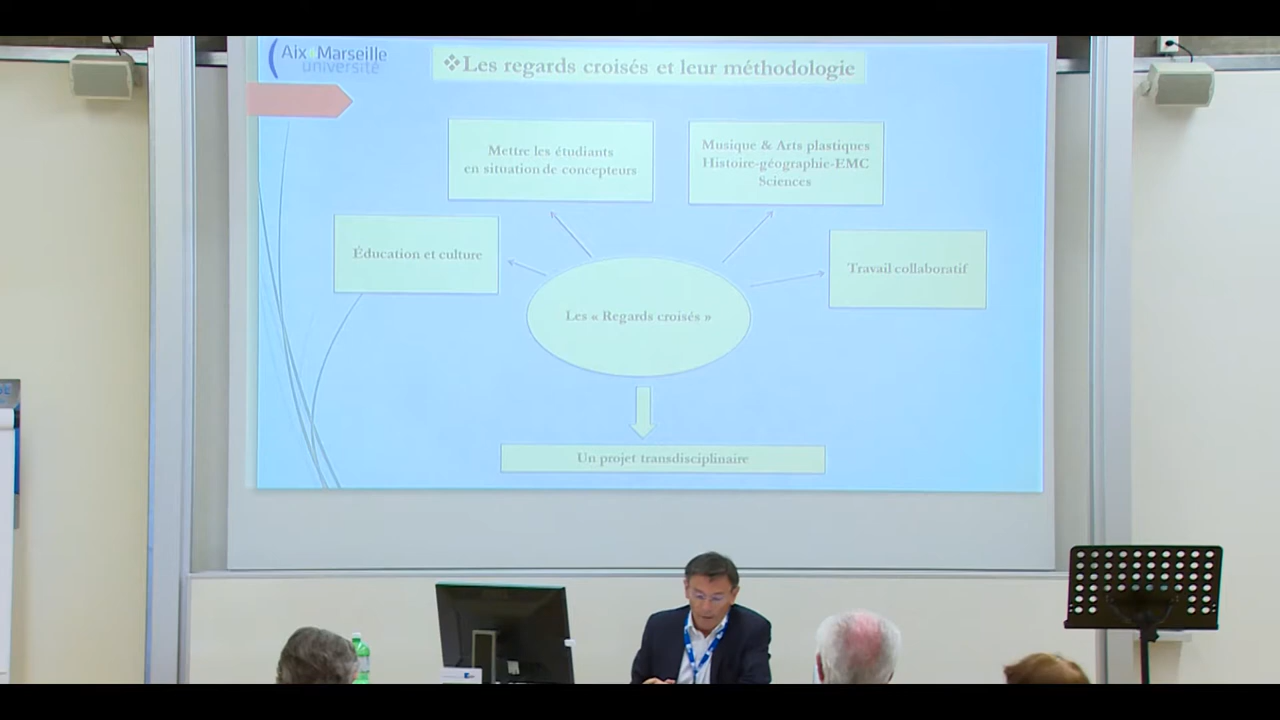 Aix Marseille
université
❖Les regards croisés et leur méthodologie
Mettre les étudiants
en situation de concepteurs
Musique & Arts plastiques
Histoire-géographie-EMC
Sciences
Éducation et culture
Travail collaboratif
Les « Regards croisés »
Un projet transdisciplinaire